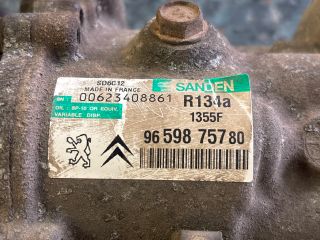 SD6C12
MADE IN FRANCE
SANDEN
SN : 00623408861
R134a
OIL : SP-10 OR EQUIV.
VARIABLE DISP.
1355F
96 598 757 80